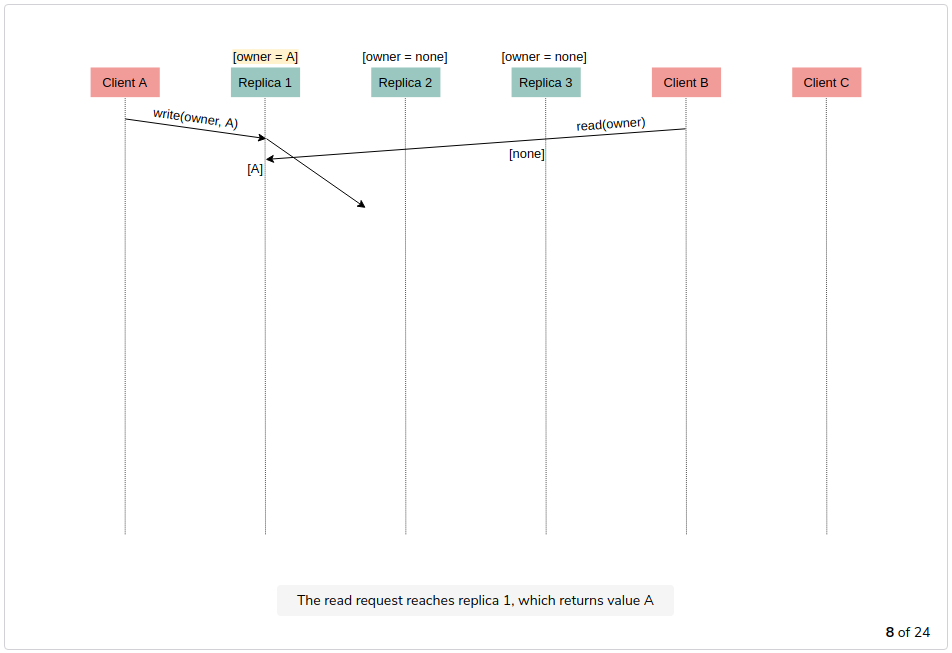 [owner = A] [owner = none] [owner = none]
Client A Replica 1 Replica 2 Replica 3 Client B Client C
write(owner, A) read(owner)
[none]
[A]
The read request reaches replica 1, which returns value A
8 of 24